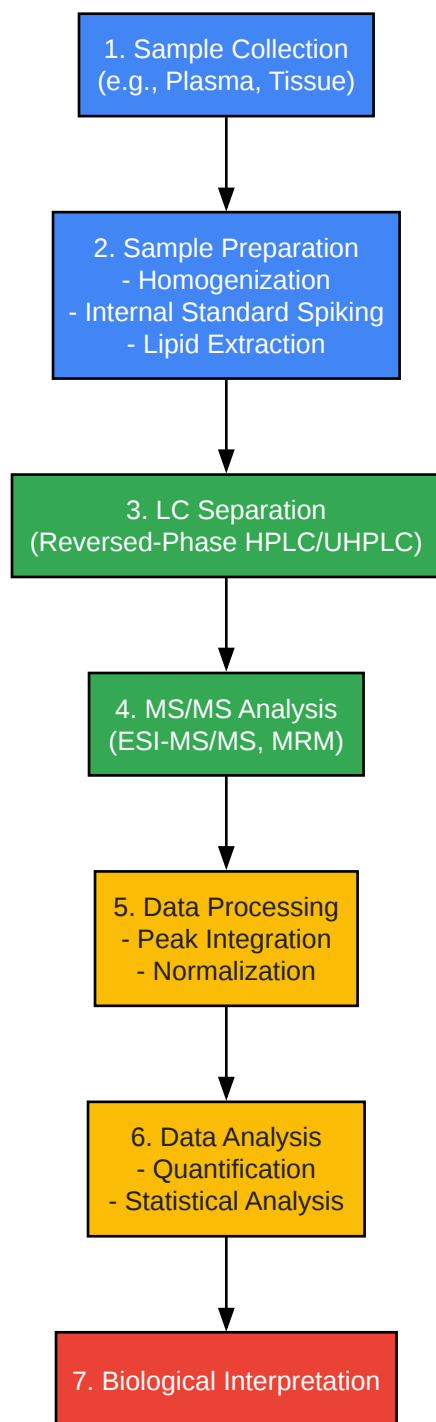 1. Sample Collection
(e.g., Plasma, Tissue)
2. Sample Preparation
- Homogenization
- Internal Standard Spiking
- Lipid Extraction
3. LC Separation
(Reversed-Phase HPLC/UHPLC)
4. MS/MS Analysis
(ESI-MS/MS, MRM)
5. Data Processing
- Peak Integration
- Normalization
6. Data Analysis
- Quantification
- Statistical Analysis
7. Biological Interpretation